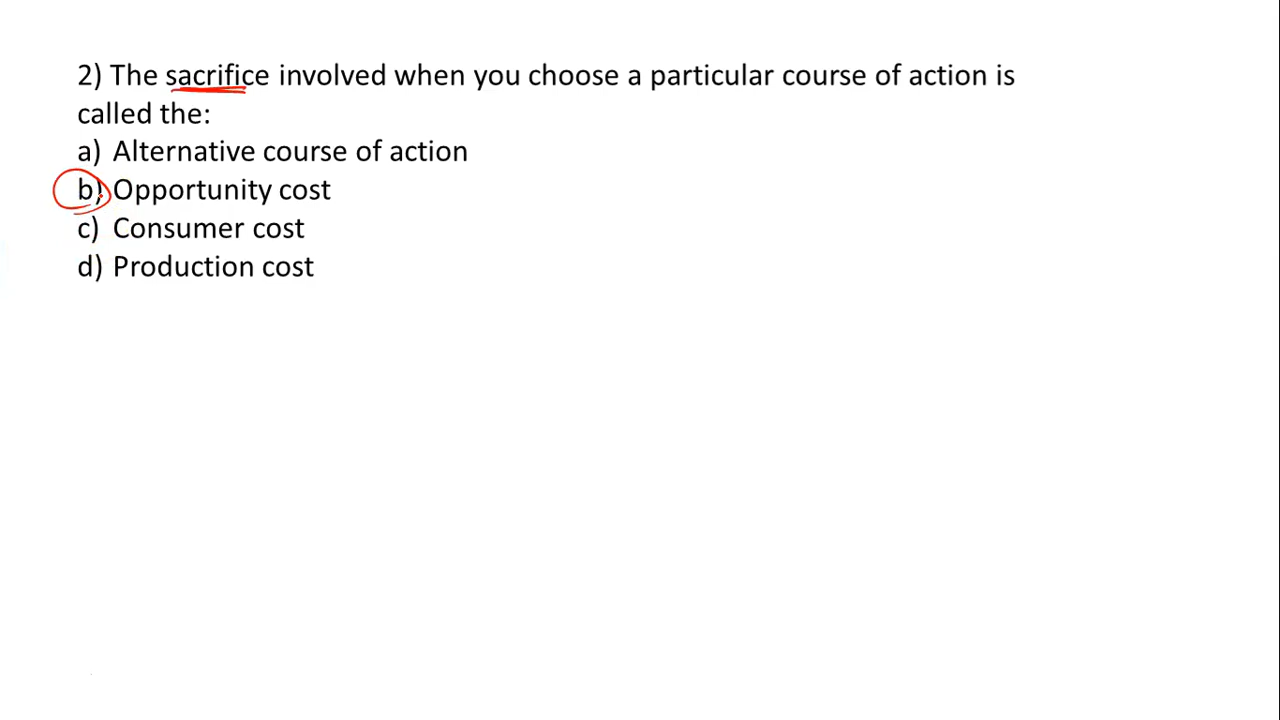 2) The sacrifice involved when you choose a particular course of action is
called the:
a) Alternative course of action
b) Opportunity cost
c) Consumer cost
d) Production cost